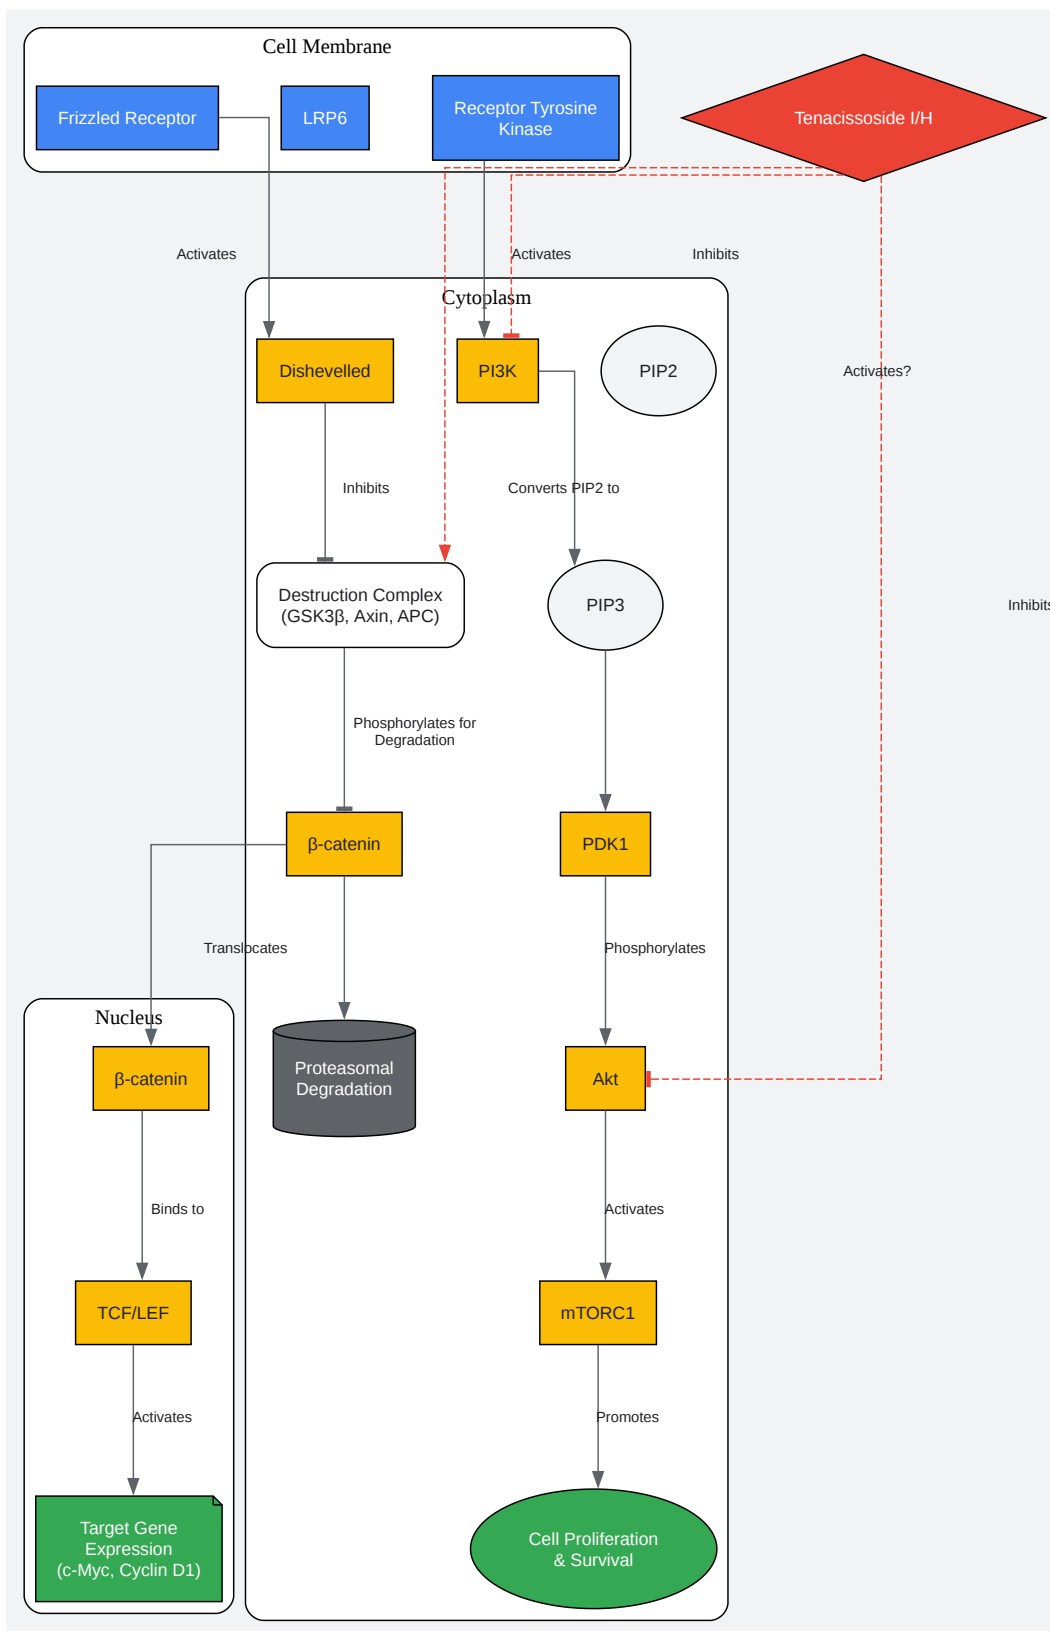 Cell Membrane
Frizzled Receptor
LRP6
Receptor Tyrosine
Kinase
Tenacissoside I/H
Activates
Activates
Inhibits
Cytoplasm
Dishevelled
PI3K
PIP2
Activates?
Inhibits
Converts PIP2 to
Destruction Complex
(GSK3β, Axin, APC)
PIP3
Inhibits
Phosphorylates for
Degradation
β-catenin
PDK1
Translocates
Phosphorylates
Nucleus
β-catenin
Proteasomal
Degradation
Akt
Binds to
Activates
TCF/LEF
mTORC1
Activates
Promotes
Target Gene
Expression
(c-Myc, Cyclin D1)
Cell Proliferation
& Survival